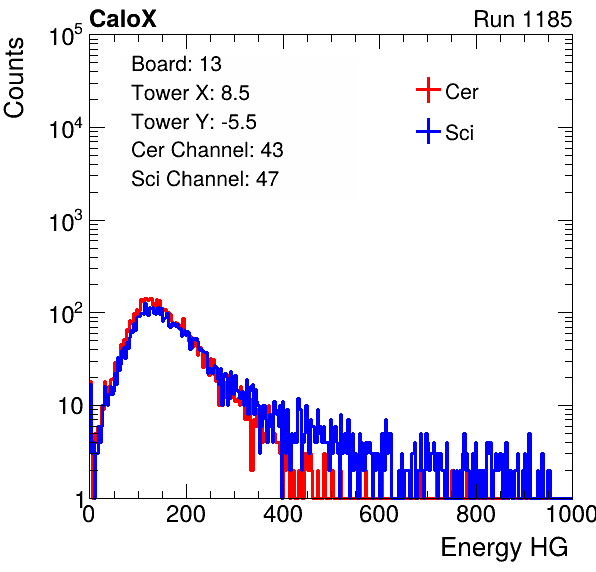 CaloX Run 1185
Counts
10^5
10^4
10^3
10^2
10
1
Board: 13
Tower X: 8.5
Tower Y: -5.5
Cer Channel: 43
Sci Channel: 47
Cer
Sci
0 200 400 600 800 1000
Energy HG